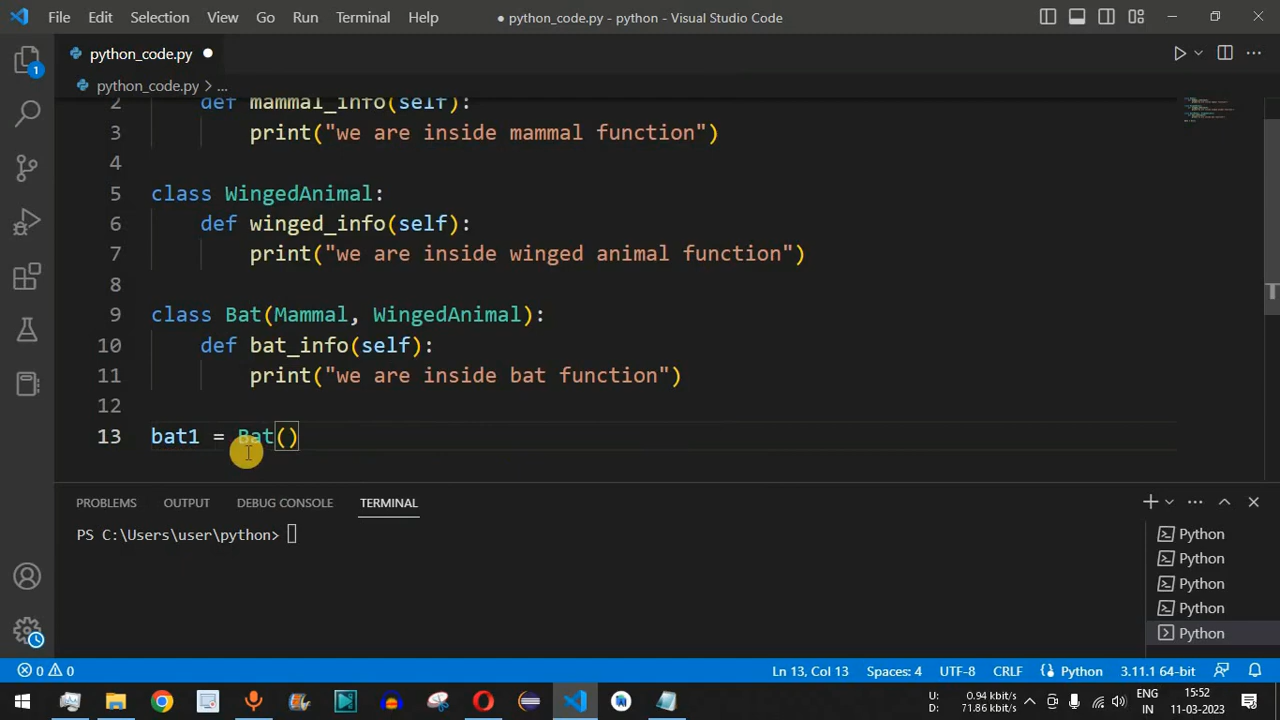 File Edit Selection View Go Run Terminal Help ● python_code.py - python - Visual Studio Code
python_code.py ●
python_code.py > ...
2 def mammal_info(self):
3 print("we are inside mammal function")
4
5 class WingedAnimal:
6 def winged_info(self):
7 print("we are inside winged animal function")
8
9 class Bat(Mammal, WingedAnimal):
10 def bat_info(self):
11 print("we are inside bat function")
12
13 bat1 = Bat()
1
PROBLEMS OUTPUT DEBUG CONSOLE TERMINAL
PS C:\Users\user\python>
Python
Python
Python
Python
Python
0 0 Ln 13, Col 13 Spaces: 4 UTF-8 CRLF Python 3.11.1 64-bit
U: 0.94 kbit/s
D: 71.86 kbit/s
ENG
IN
15:52
11-03-2023